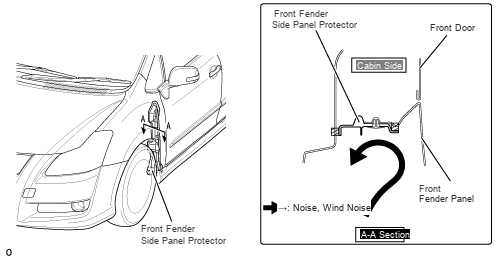 A
A
Front Fender
Side Panel Protector
o
Front Fender
Side Panel Protector
Front Door
Cabin Side
Front
Fender Panel
→: Noise, Wind Noise
A-A Section